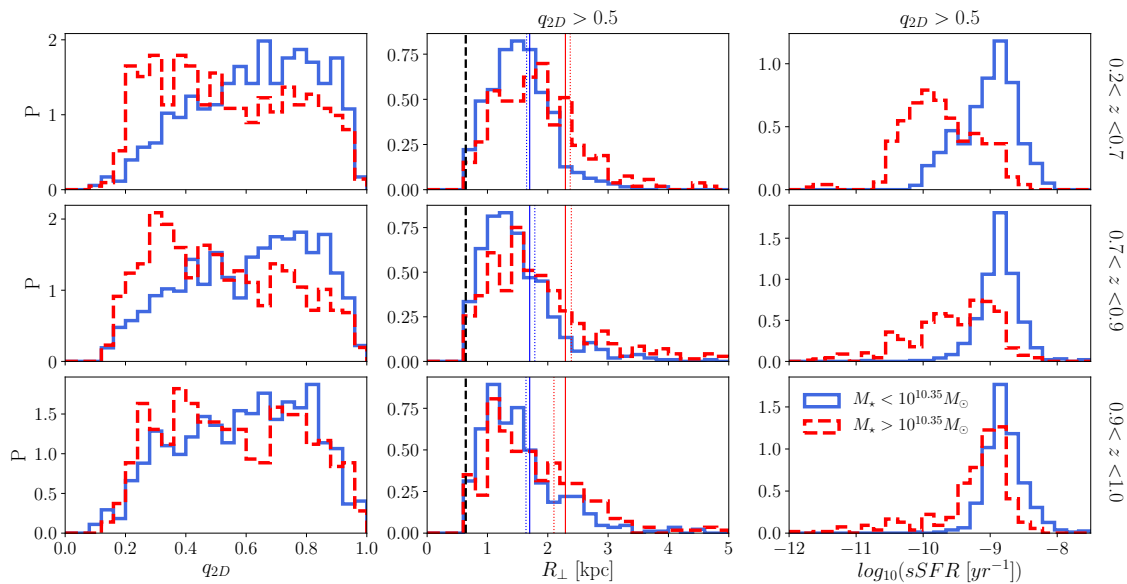 $q_{2D} > 0.5$
$q_{2D} > 0.5$
P
2
1
0
0.75
0.50
0.25
0.00
1.0
0.5
0.0
0.2< z <0.7
P
2
1
0
0.75
0.50
0.25
0.00
1.5
1.0
0.5
0.0
0.7< z <0.9
P
1.5
1.0
0.5
0.0
0.75
0.50
0.25
0.00
1.5
1.0
0.5
0.0
$M_\star < 10^{10.35} M_\odot$
$M_\star > 10^{10.35} M_\odot$
0.9< z <1.0
0.0 0.2 0.4 0.6 0.8 1.0
0 1 2 3 4 5
−12 −11 −10 −9 −8
$q_{2D}$
$R_\perp$ [kpc]
$log_{10}(sSFR\ [yr^{-1}])$